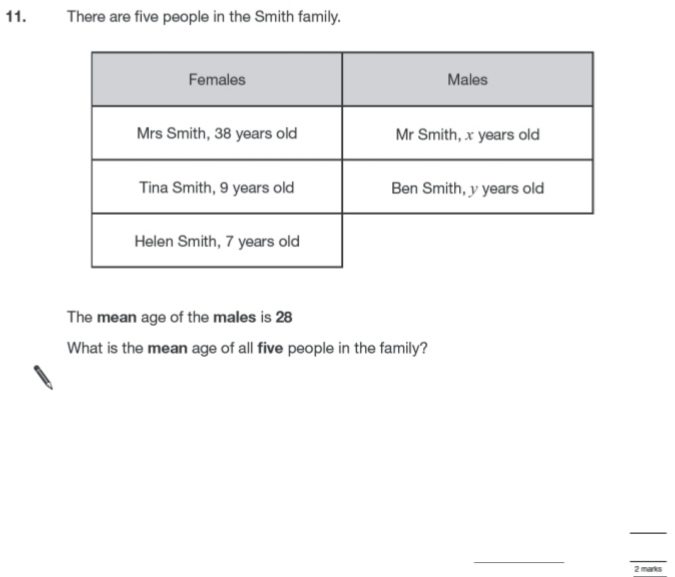 11. There are five people in the Smith family.
Females Males
Mrs Smith, 38 years old Mr Smith, x years old
Tina Smith, 9 years old Ben Smith, y years old
Helen Smith, 7 years old
The mean age of the males is 28
What is the mean age of all five people in the family?
2 marks